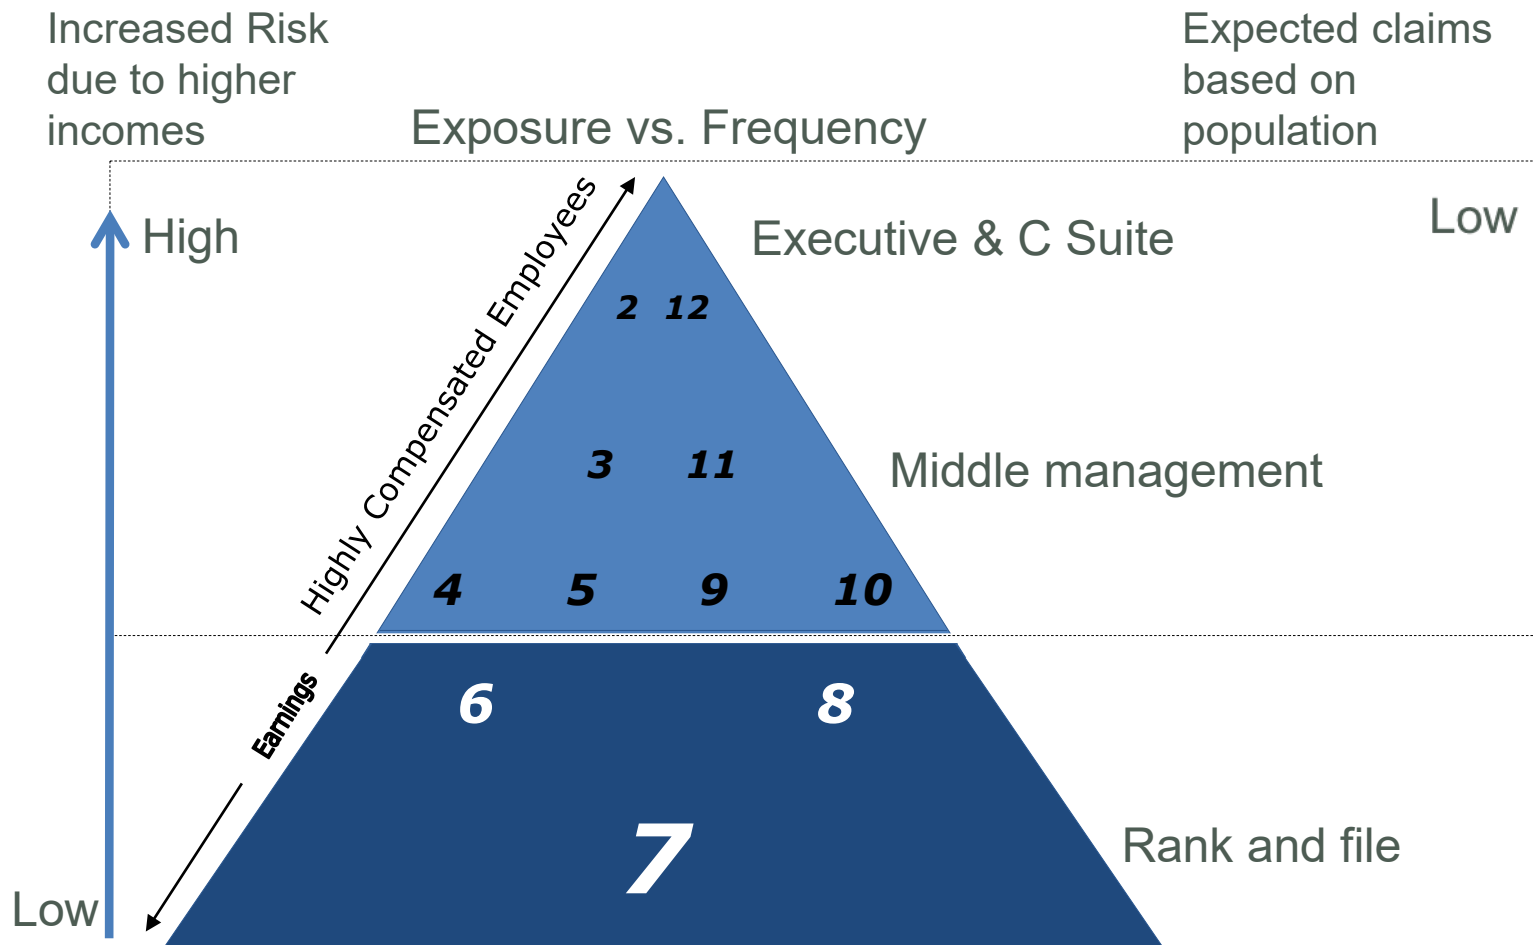 Increased Risk
due to higher
incomes
Exposure vs. Frequency
Expected claims
based on
population
High
Highly Compensated Employees
Executive & C Suite
Low
2 12
3 11
Middle management
4 5 9 10
Earnings
6 8
7
Rank and file
Low